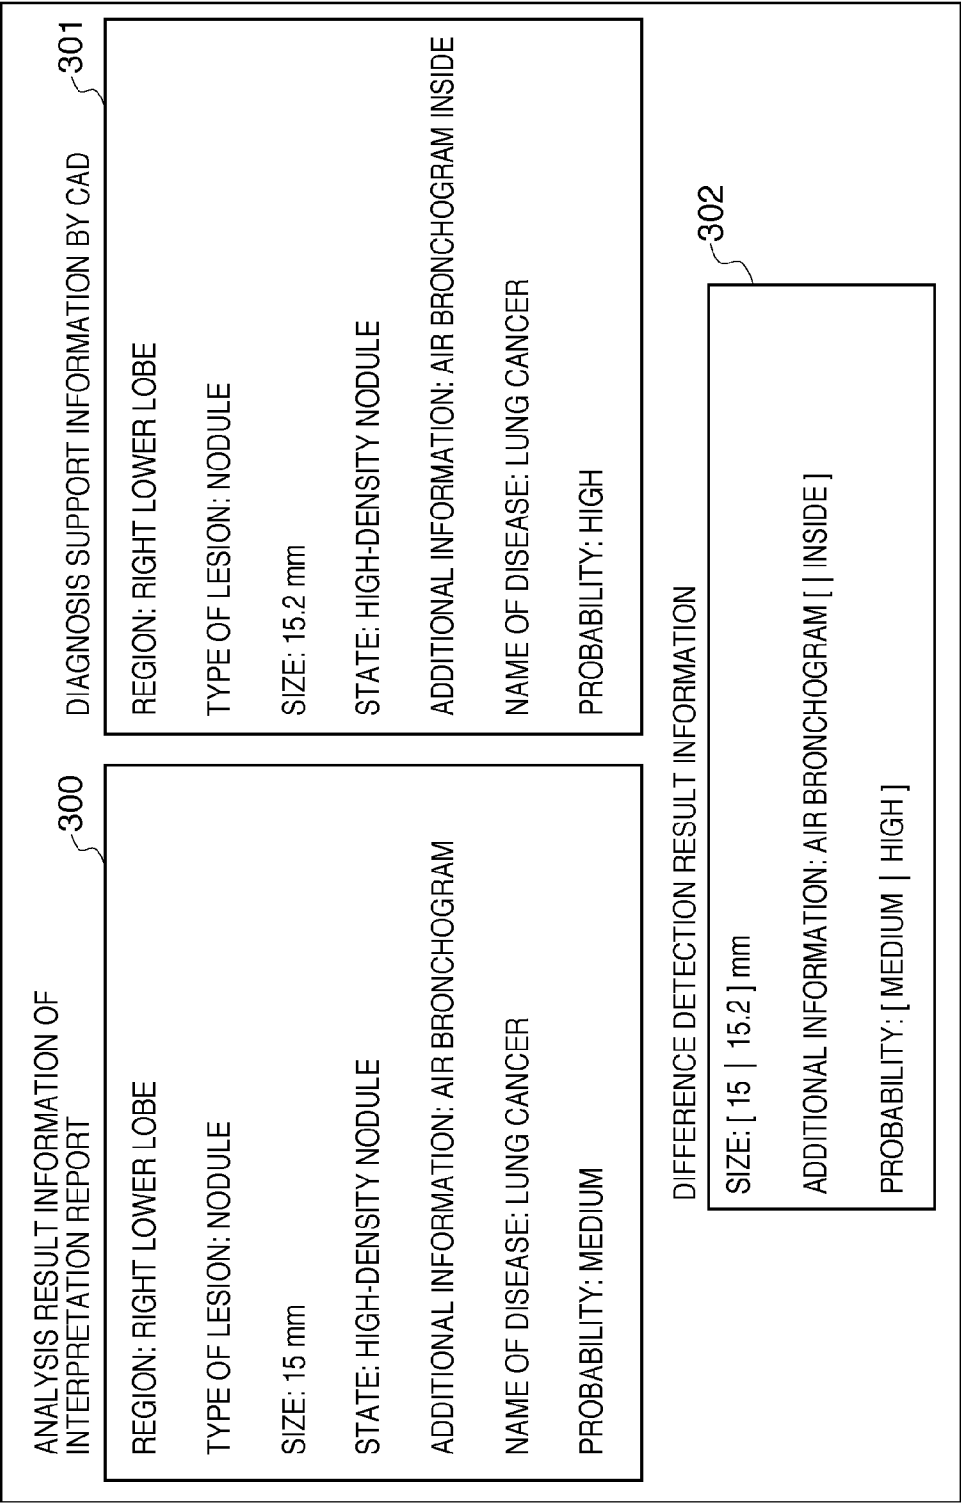 ANALYSIS RESULT INFORMATION OF
INTERPRETATION REPORT
300
REGION: RIGHT LOWER LOBE
TYPE OF LESION: NODULE
SIZE: 15 mm
STATE: HIGH-DENSITY NODULE
ADDITIONAL INFORMATION: AIR BRONCHOGRAM
NAME OF DISEASE: LUNG CANCER
PROBABILITY: MEDIUM
DIAGNOSIS SUPPORT INFORMATION BY CAD
301
REGION: RIGHT LOWER LOBE
TYPE OF LESION: NODULE
SIZE: 15.2 mm
STATE: HIGH-DENSITY NODULE
ADDITIONAL INFORMATION: AIR BRONCHOGRAM INSIDE
NAME OF DISEASE: LUNG CANCER
PROBABILITY: HIGH
DIFFERENCE DETECTION RESULT INFORMATION
302
SIZE: [ 15 | 15.2 ] mm
ADDITIONAL INFORMATION: AIR BRONCHOGRAM [ | INSIDE ]
PROBABILITY: [ MEDIUM | HIGH ]